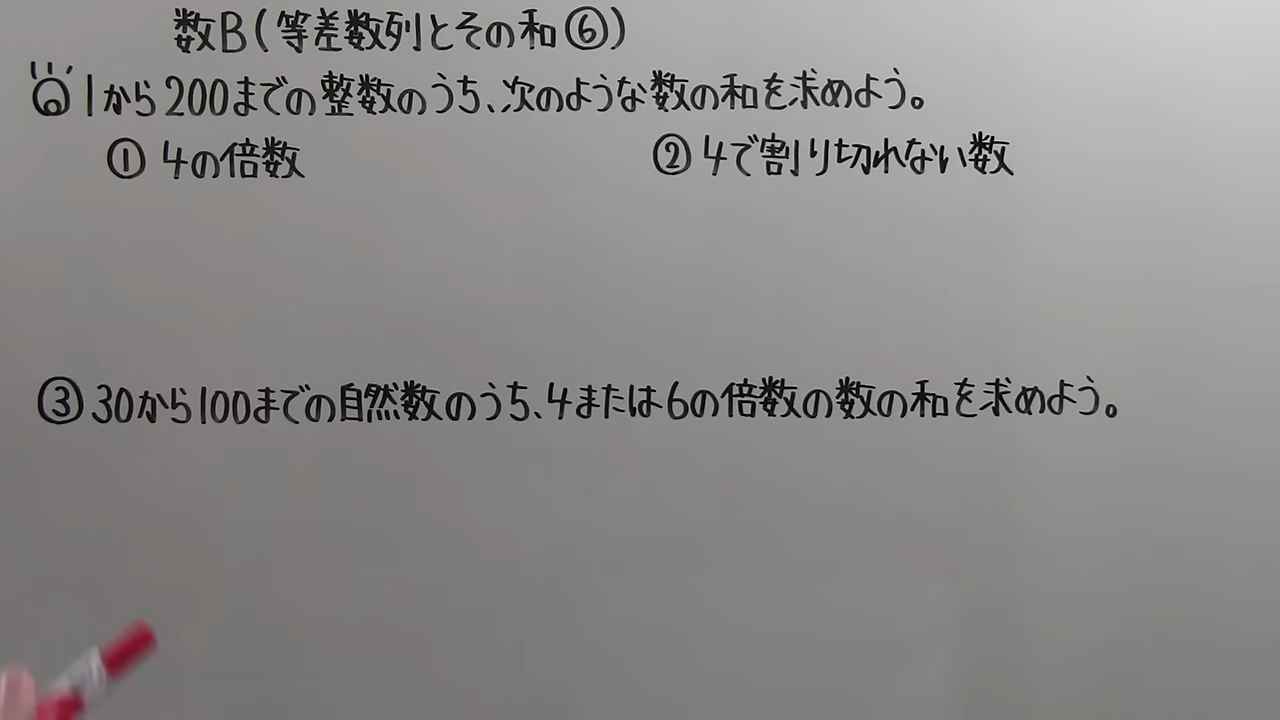 数B(等差数列とその和⑥)
1から200までの整数のうち、次のような数の和を求めよう。
① 4の倍数 ② 4で割り切れない数
③ 30から100までの自然数のうち、4または6の倍数の数の和を求めよう。